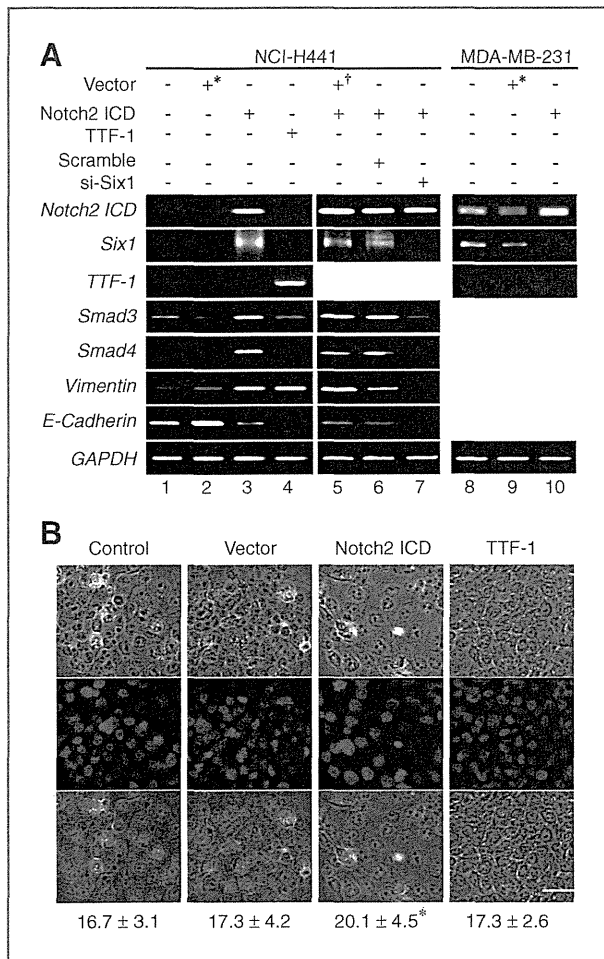 A
NCI-H441 MDA-MB-231
Vector - +* - - +† - - - +* -
Notch2 ICD - - + - + + + - - +
TTF-1 - - - + - - - - - -
Scramble - - - - - + - - - -
si-Six1 - - - - - - + - - -
Notch2 ICD
Six1
TTF-1
Smad3
Smad4
Vimentin
E-Cadherin
GAPDH
1 2 3 4 5 6 7 8 9 10
B
Control Vector Notch2 ICD TTF-1
16.7 ± 3.1 17.3 ± 4.2 20.1 ± 4.5* 17.3 ± 2.6